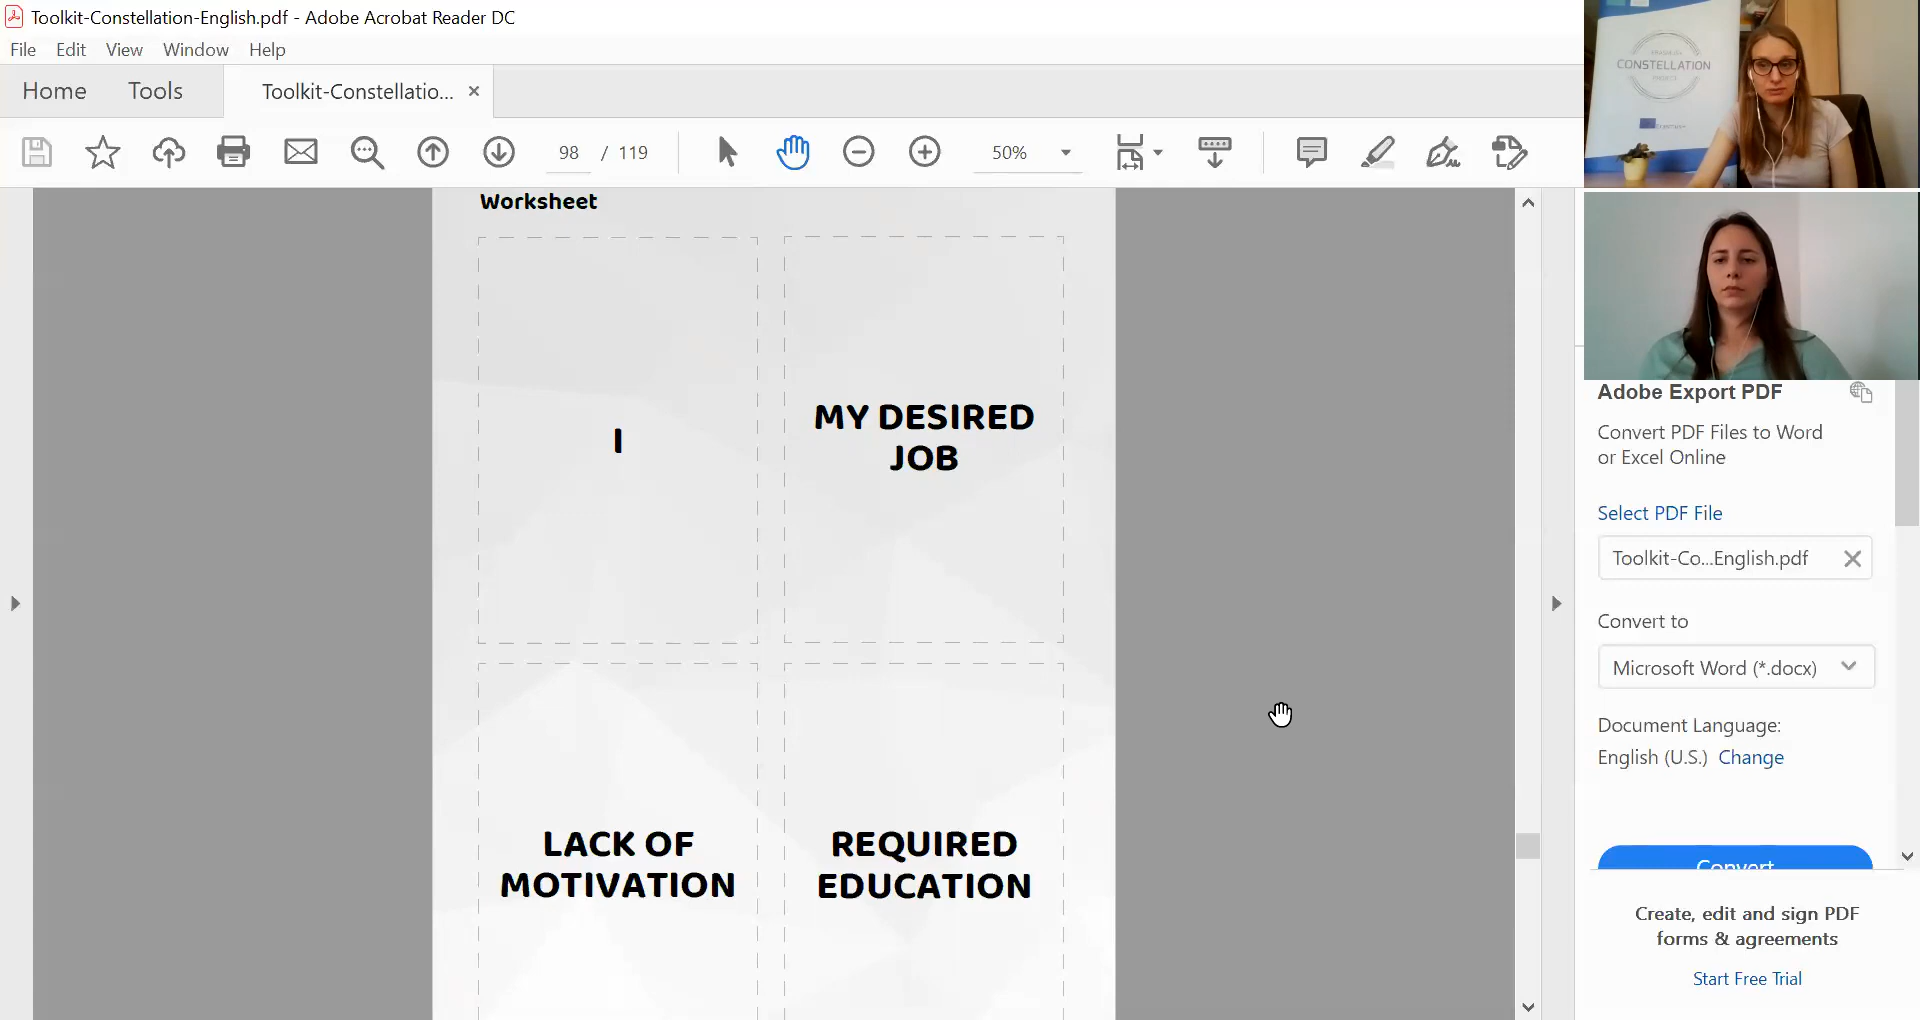 Toolkit-Constellation-English.pdf - Adobe Acrobat Reader DC
File Edit View Window Help
Home Tools Toolkit-Constellatio...
98 / 119 50%
Worksheet
I
MY DESIRED
JOB
LACK OF
MOTIVATION
REQUIRED
EDUCATION
CONSTELLATION
PROJECT
Erasmus+
Adobe Export PDF
Convert PDF Files to Word
or Excel Online
Select PDF File
Toolkit-Co...English.pdf
Convert to
Microsoft Word (*.docx)
Document Language:
English (U.S.) Change
Convert
Create, edit and sign PDF
forms & agreements
Start Free Trial